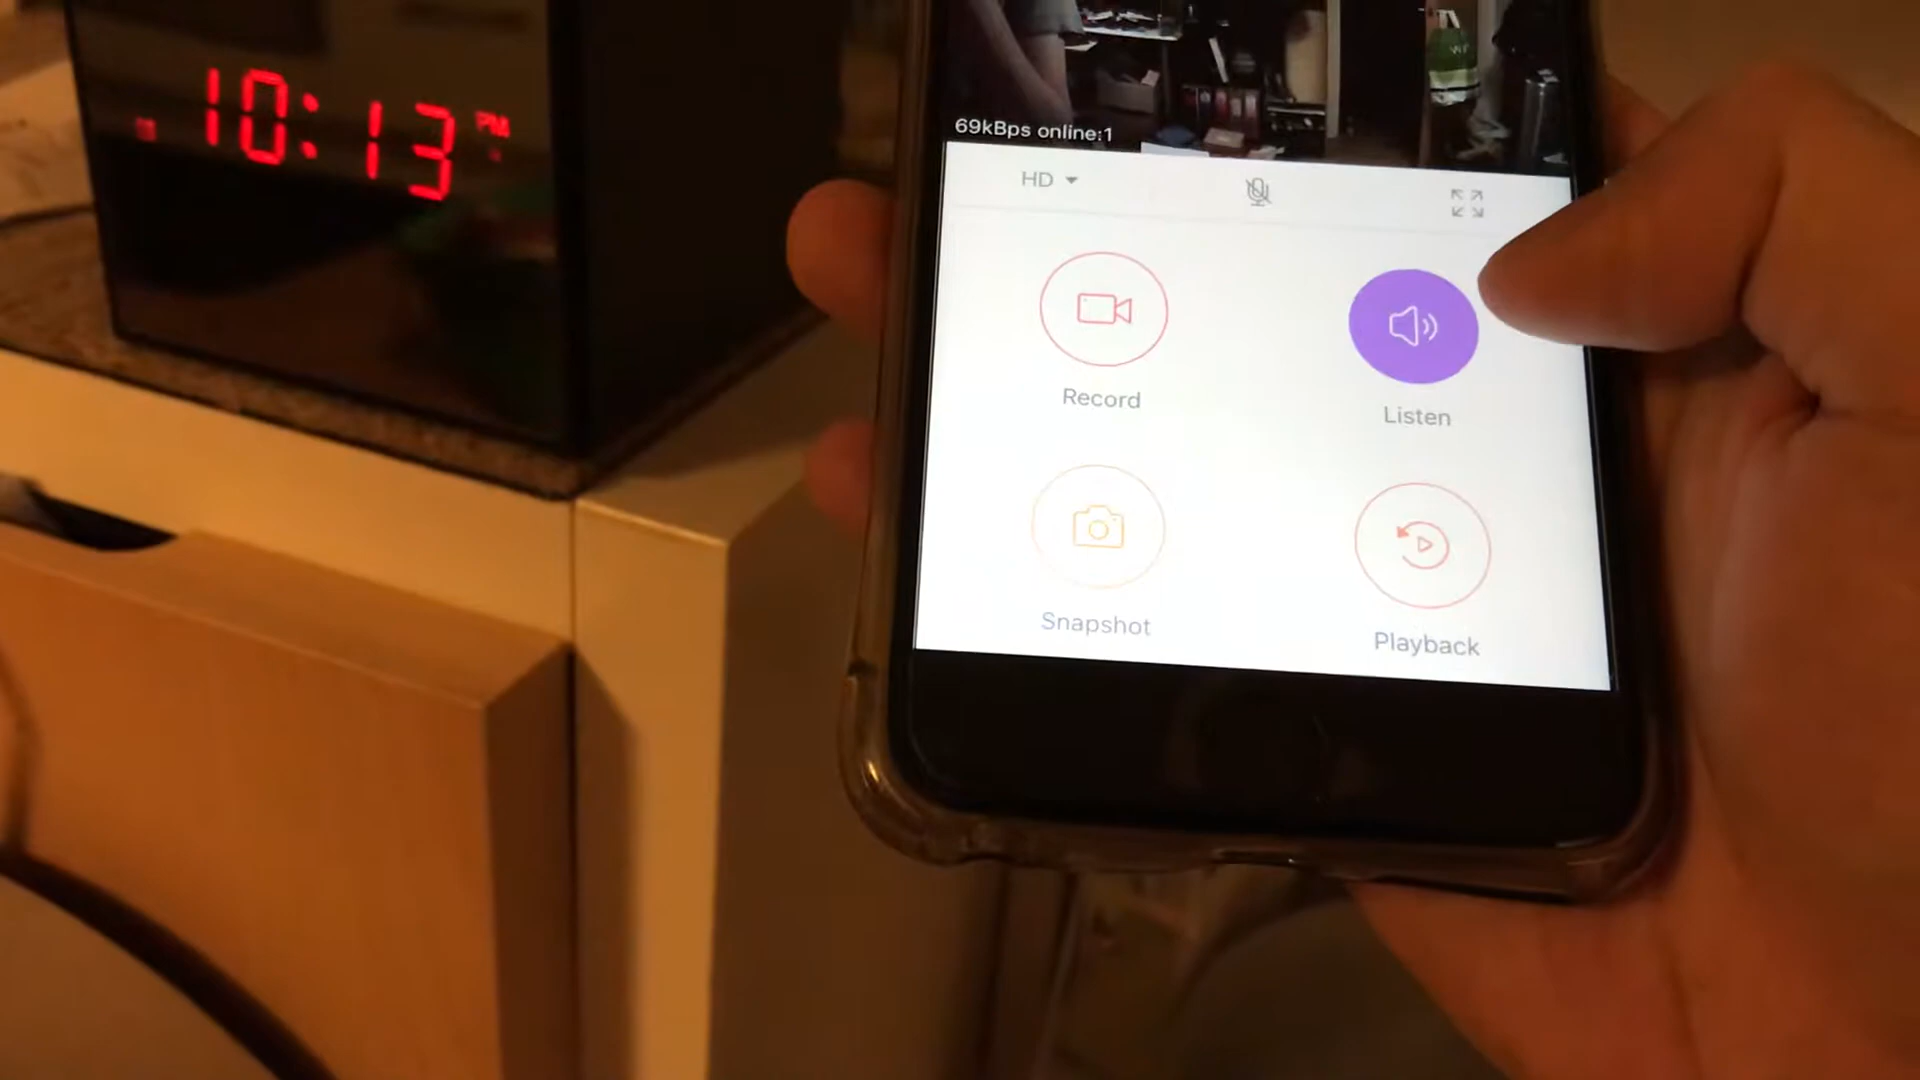 10:13 PM
69kBps online:1
HD
Record
Listen
Snapshot
Playback